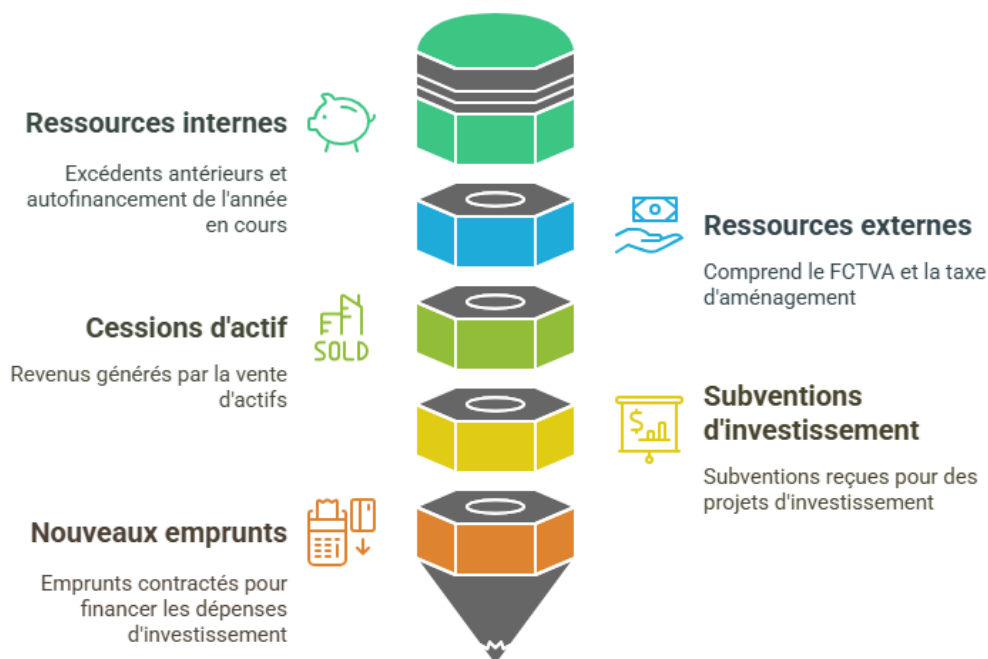 Ressources internes
Excédents antérieurs et
autofinancement de l'année
en cours
Ressources externes
Comprend le FCTVA et la taxe
d'aménagement
Cessions d'actif
SOLD
Revenus générés par la vente
d'actifs
Subventions
d'investissement
$
Subventions reçues pour des
projets d'investissement
Nouveaux emprunts
Emprunts contractés pour
financer les dépenses
d'investissement